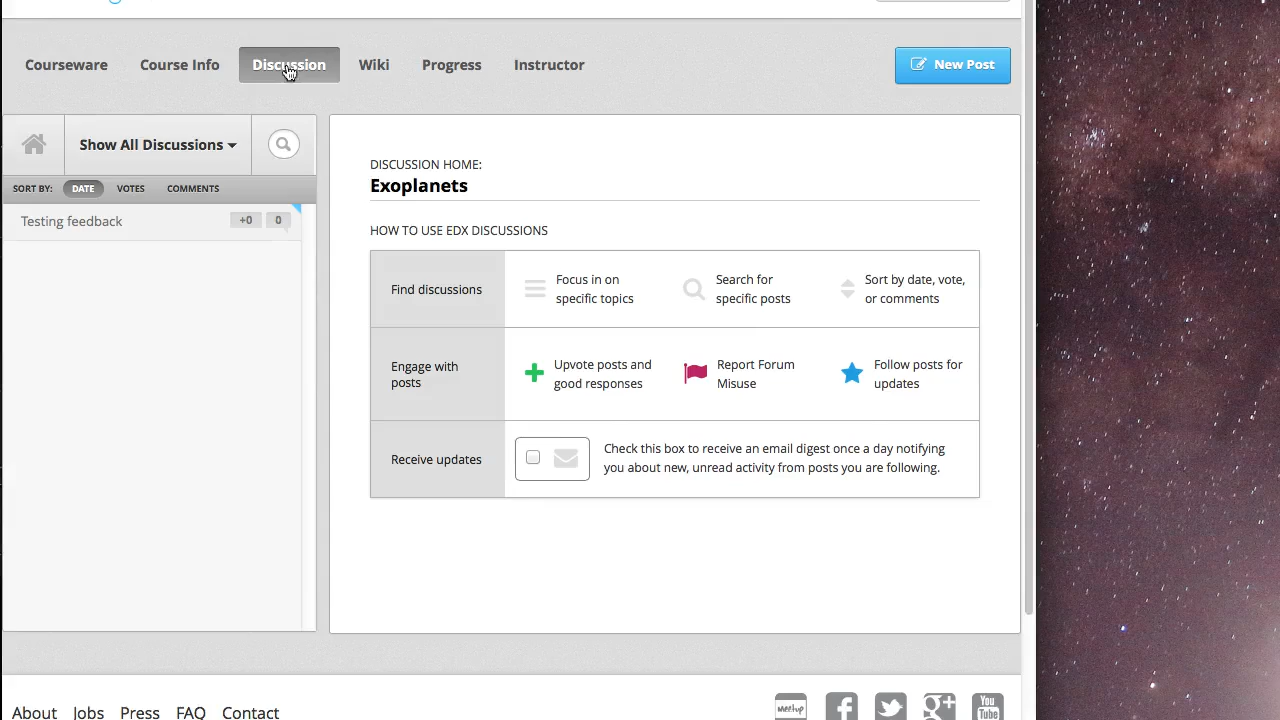 Courseware Course Info Discussion Wiki Progress Instructor New Post
Show All Discussions
SORT BY: DATE VOTES COMMENTS
Testing feedback +0 0
DISCUSSION HOME:
Exoplanets
HOW TO USE EDX DISCUSSIONS
Find discussions
Focus in on
specific topics
Search for
specific posts
Sort by date, vote,
or comments
Engage with
posts
Upvote posts and
good responses
Report Forum
Misuse
Follow posts for
updates
Receive updates
Check this box to receive an email digest once a day notifying
you about new, unread activity from posts you are following.
About Jobs Press FAQ Contact
meetup
You
Tube